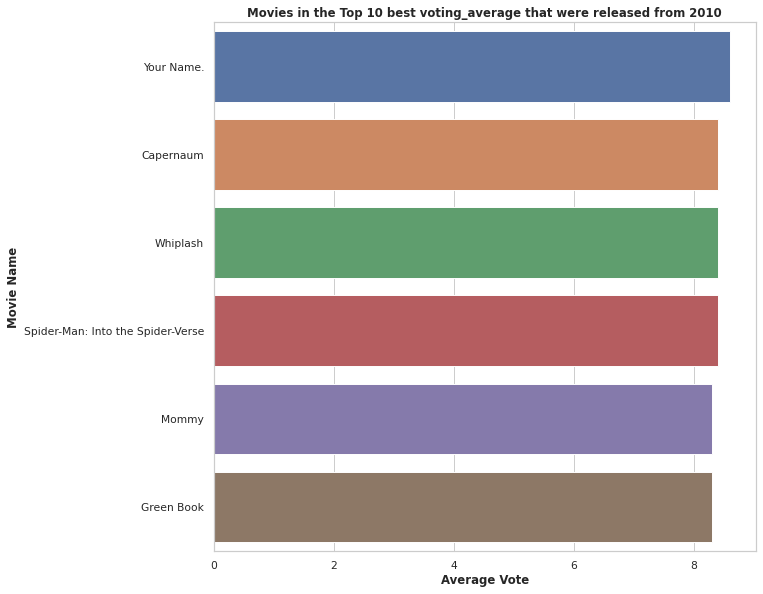 Movies in the Top 10 best voting_average that were released from 2010
Movie Name
Your Name.
Capernaum
Whiplash
Spider-Man: Into the Spider-Verse
Mommy
Green Book
0 2 4 6 8
Average Vote